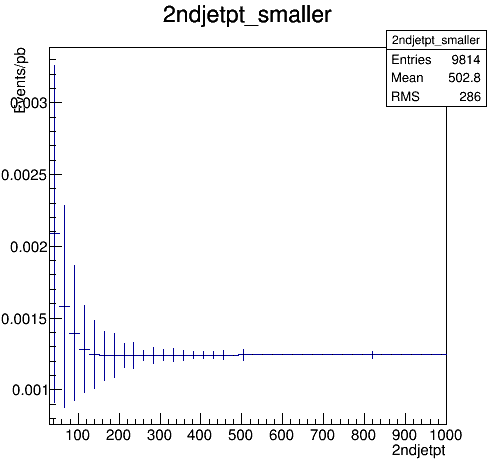 2ndjetpt_smaller
2ndjetpt_smaller
Entries 9814
Mean 502.8
RMS 286
Events/pb
0.003
0.0025
0.002
0.0015
0.001
100 200 300 400 500 600 700 800 900 1000
2ndjetpt